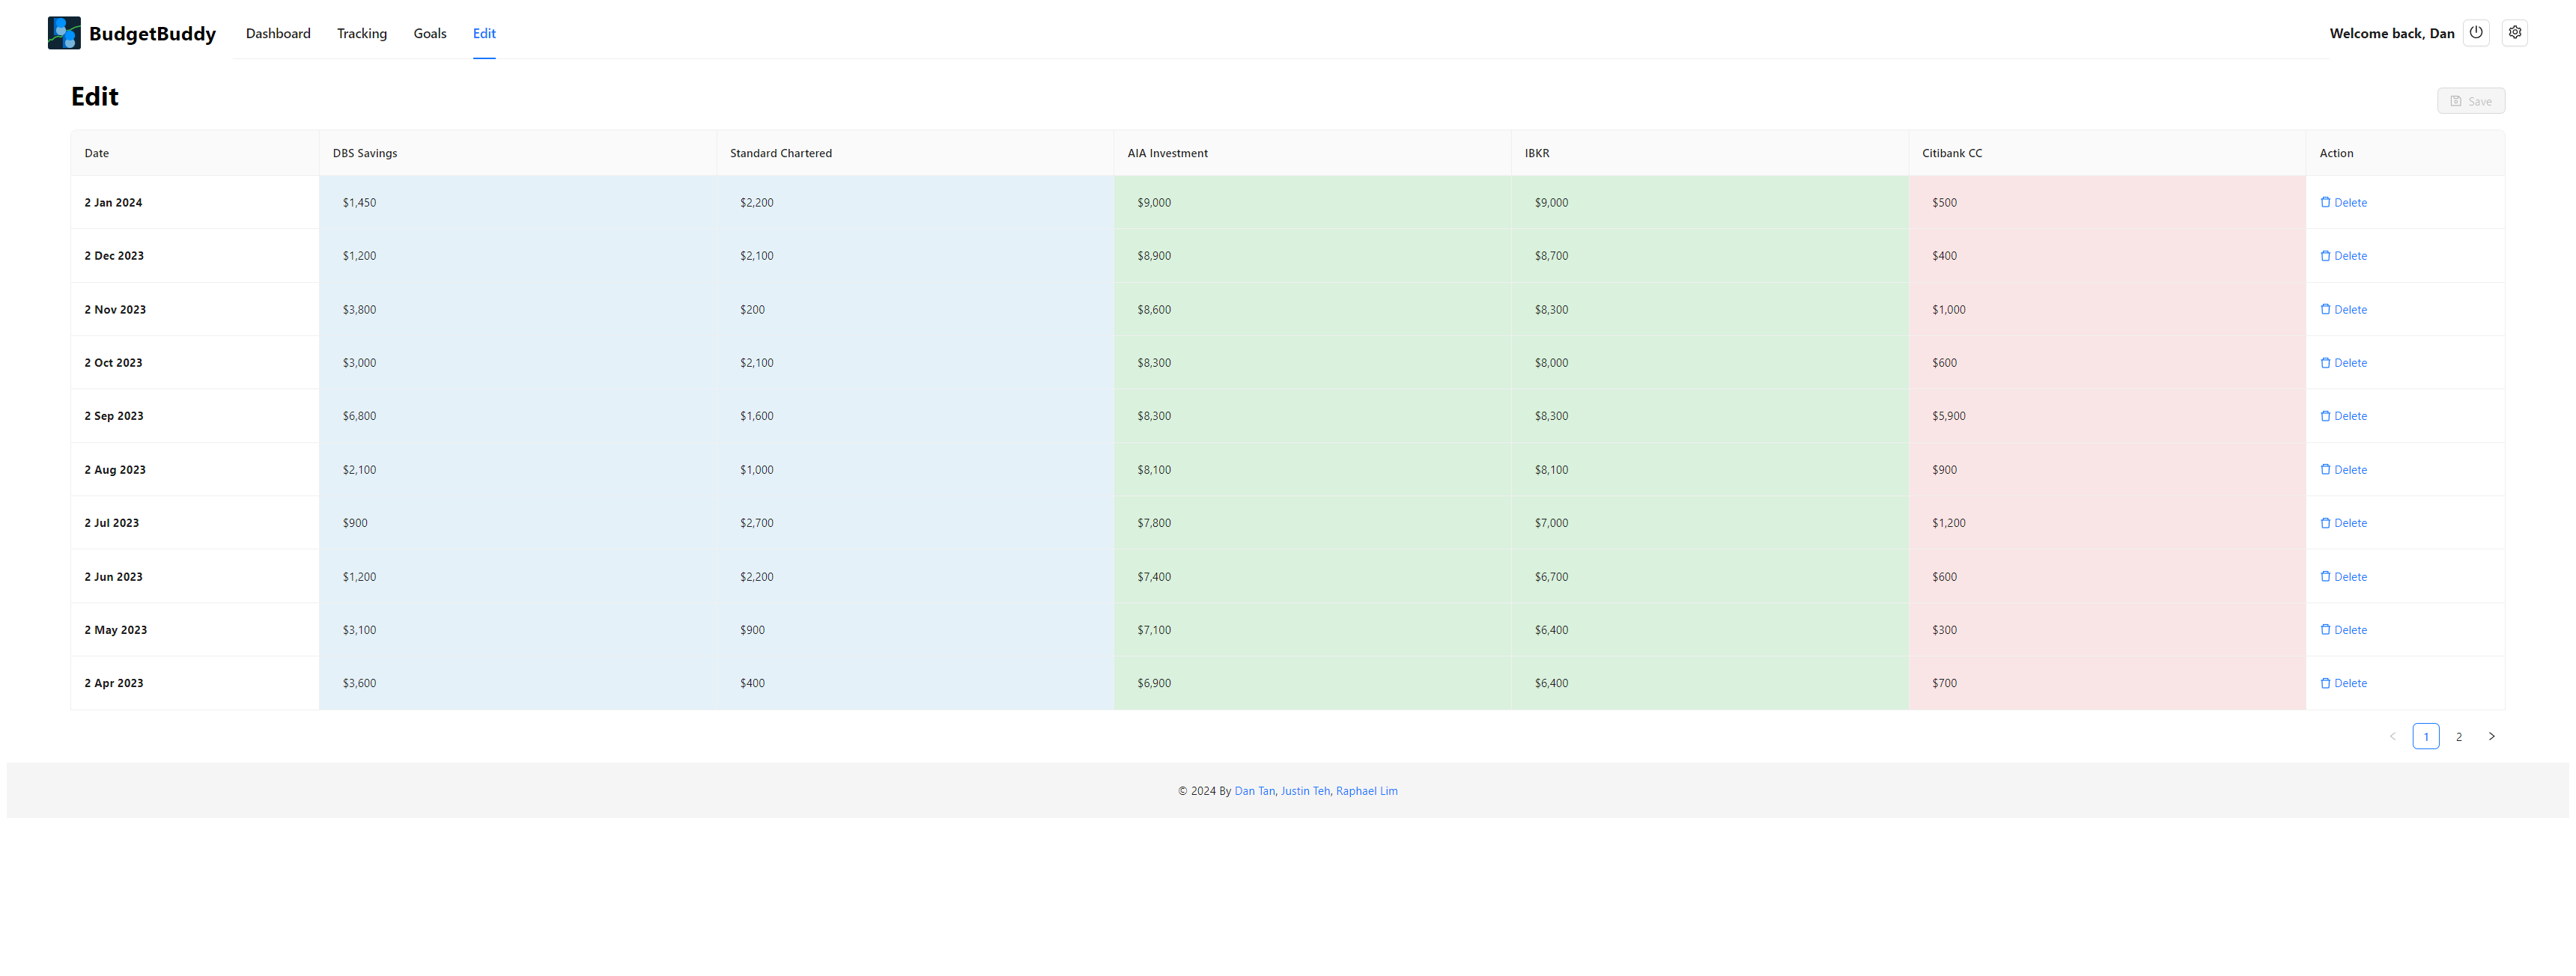 BudgetBuddy Dashboard Tracking Goals Edit Welcome back, Dan
Edit Save
Date DBS Savings Standard Chartered AIA Investment IBKR Citibank CC Action
2 Jan 2024 $1,450 $2,200 $9,000 $9,000 $500 Delete
2 Dec 2023 $1,200 $2,100 $8,900 $8,700 $400 Delete
2 Nov 2023 $3,800 $200 $8,600 $8,300 $1,000 Delete
2 Oct 2023 $3,000 $2,100 $8,300 $8,000 $600 Delete
2 Sep 2023 $6,800 $1,600 $8,300 $8,300 $5,900 Delete
2 Aug 2023 $2,100 $1,000 $8,100 $8,100 $900 Delete
2 Jul 2023 $900 $2,700 $7,800 $7,000 $1,200 Delete
2 Jun 2023 $1,200 $2,200 $7,400 $6,700 $600 Delete
2 May 2023 $3,100 $900 $7,100 $6,400 $300 Delete
2 Apr 2023 $3,600 $400 $6,900 $6,400 $700 Delete
< 1 2 >
© 2024 By Dan Tan, Justin Teh, Raphael Lim